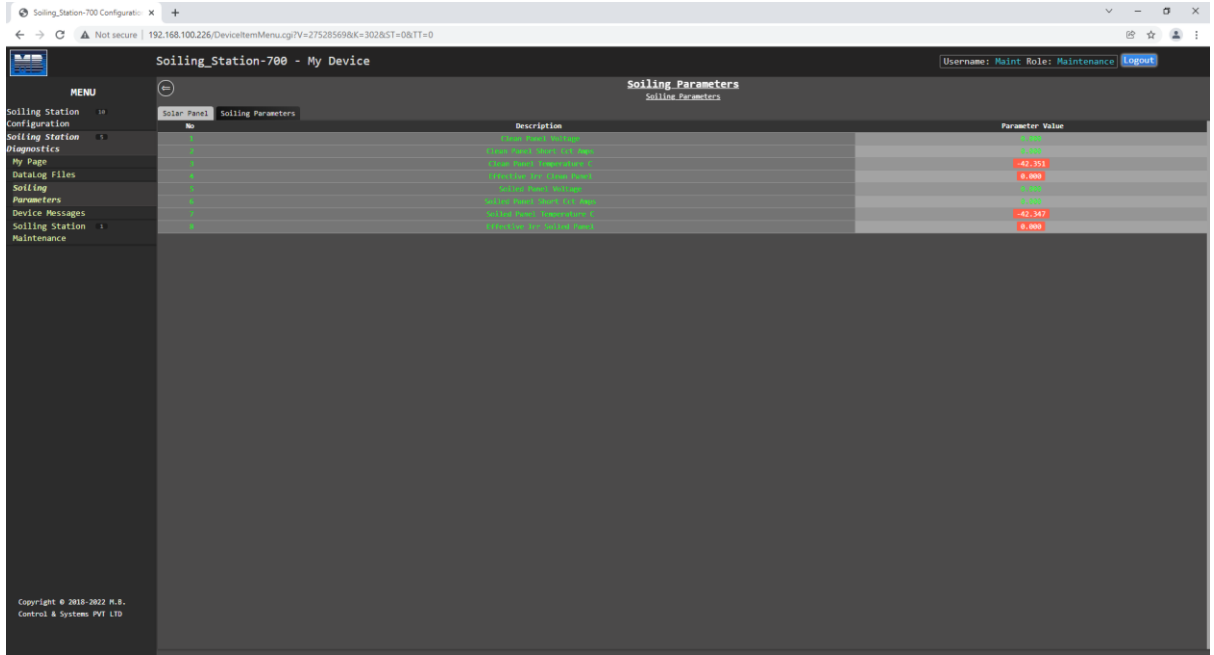 Soiling_Station-700 Configuratio
Not secure | 192.168.100.226/DeviceItemMenu.cgi?V=27528569&K=302&ST=0&TT=0
Soiling_Station-700 - My Device
Username: Maint Role: Maintenance Logout
MENU
Soiling Station 10
Configuration
Soiling Station 5
Diagnostics
My Page
DataLog Files
Soiling
Parameters
Device Messages
Soiling Station 1
Maintenance
Soiling Parameters
Soiling Parameters
Solar Panel Soiling Parameters
No Description Parameter Value
1 Clean Panel Voltage
2 Clean Panel Short Cct Amps
3 Clean Panel Temperature C -42.351
4 Effective Irr Clean Panel 0.000
5 Soiled Panel Voltage
6 Soiled Panel Short Cct Amps
7 Soiled Panel Temperature C -42.347
8 Effective Irr Soiled Panel 0.000
Copyright © 2018-2022 M.B.
Control & Systems PVT LTD